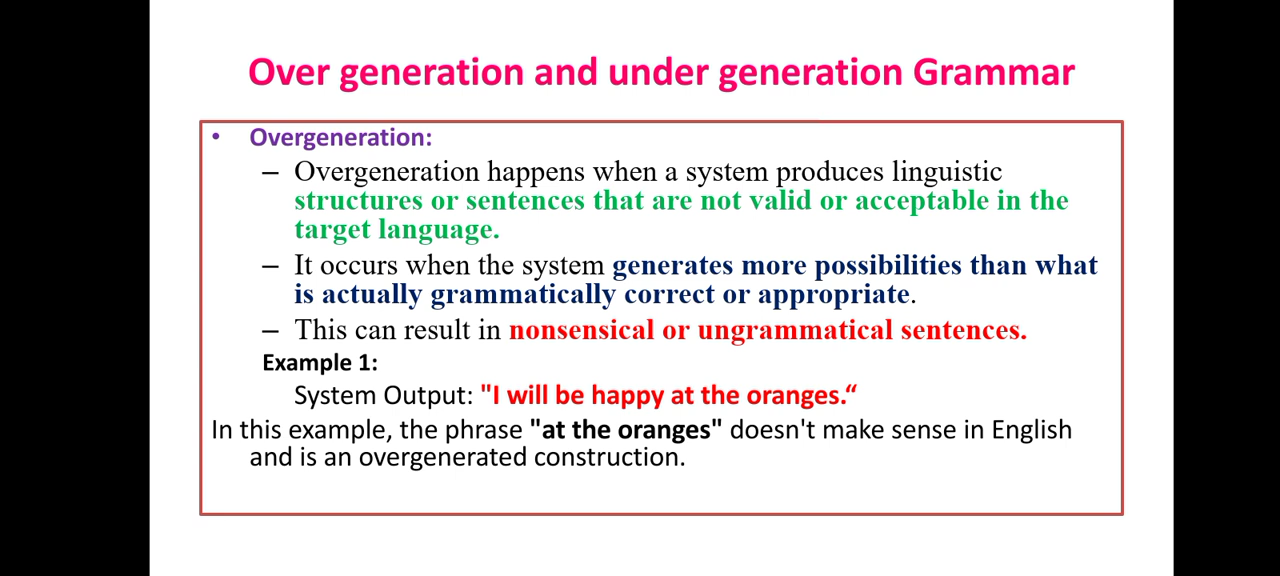 Over generation and under generation Grammar
• Overgeneration:
– Overgeneration happens when a system produces linguistic
structures or sentences that are not valid or acceptable in the
target language.
– It occurs when the system generates more possibilities than what
is actually grammatically correct or appropriate.
– This can result in nonsensical or ungrammatical sentences.
Example 1:
System Output: "I will be happy at the oranges.“
In this example, the phrase "at the oranges" doesn't make sense in English
and is an overgenerated construction.